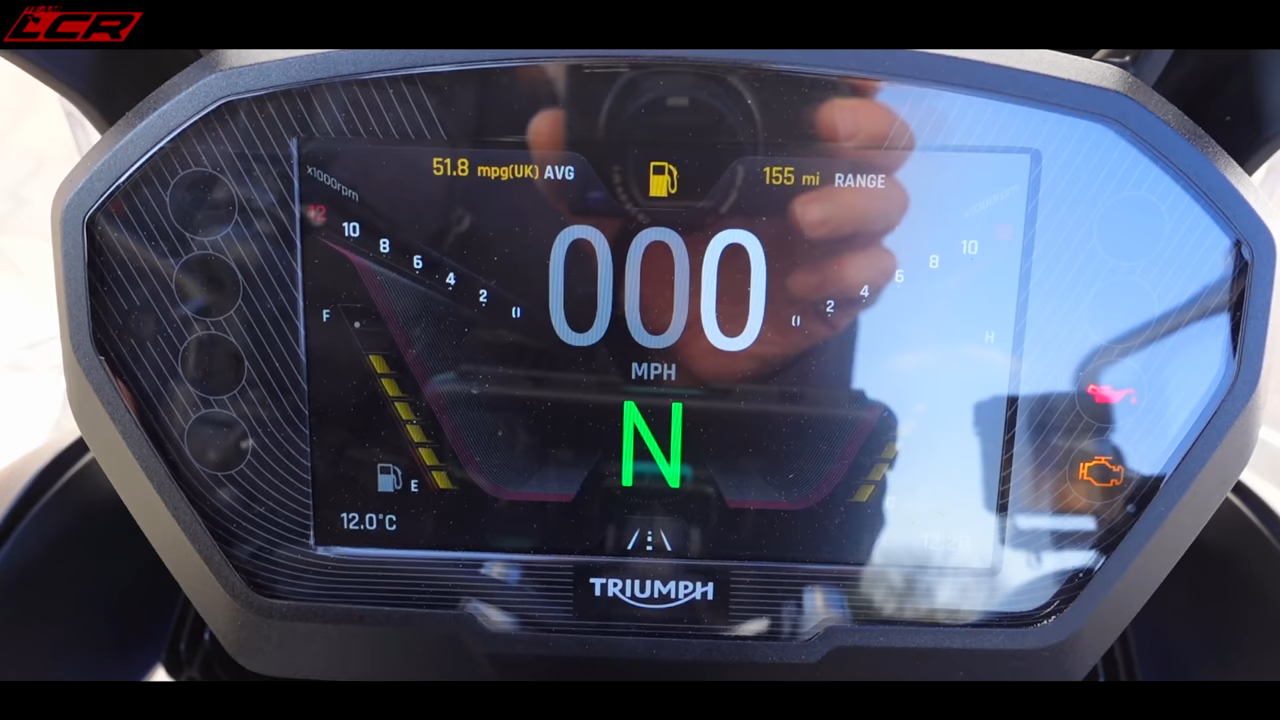 LCR
51.8 mpg(UK) AVG
155 mi RANGE
x1000rpm
12 10 8 6 4 2 0
0 2 4 6 8 10
000
MPH
F
H
N
E
12.0°C
TRIUMPH